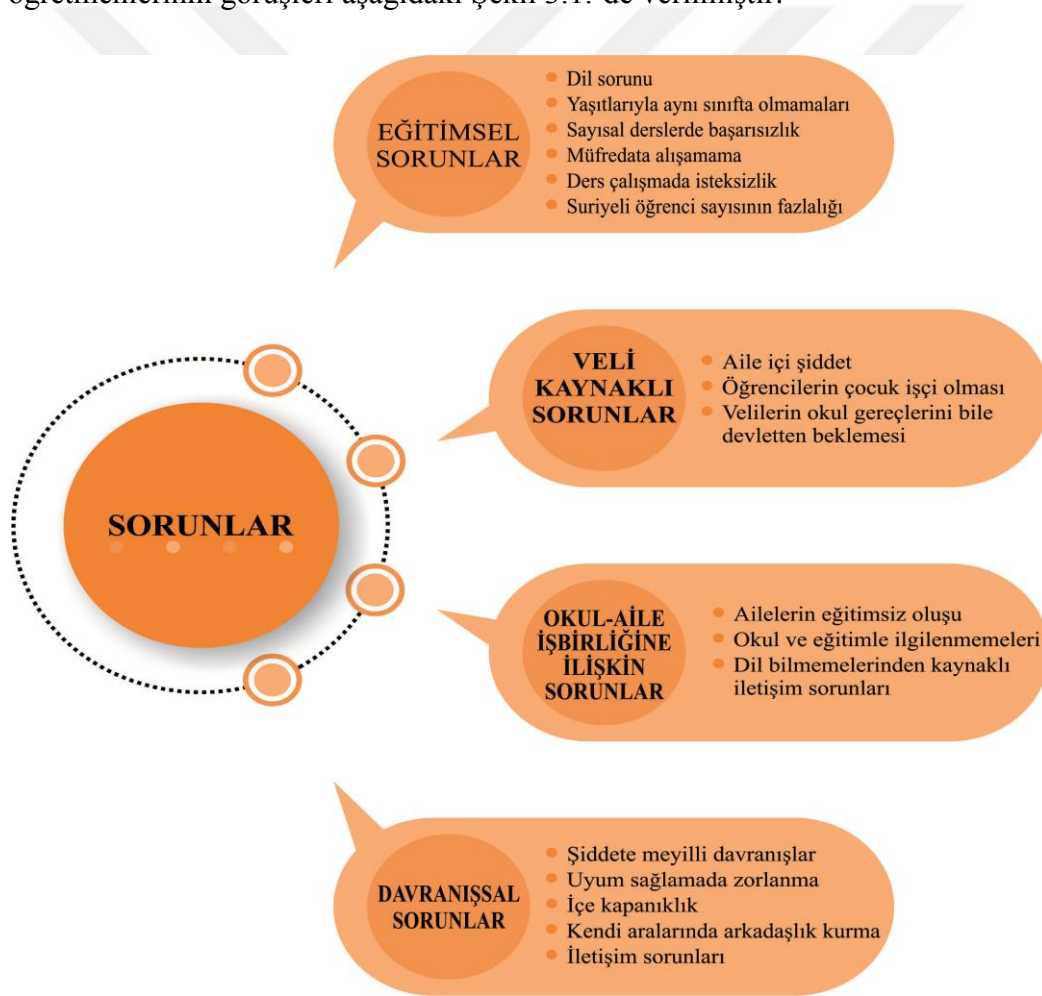 öğretmenlerinin görüşleri aşağıdaki Şekil 3.1.'de verilmiştir.
EĞİTİMSEL
SORUNLAR
Dil sorunu
Yaşıtlarıyla aynı sınıfta olmamaları
Sayısal derslerde başarısızlık
Müfredata alışamama
Ders çalışmada isteksizlik
Suriyeli öğrenci sayısının fazlalığı
VELİ
KAYNAKLI
SORUNLAR
Aile içi şiddet
Öğrencilerin çocuk işçi olması
Velilerin okul gereçlerini bile
devletten beklemesi
SORUNLAR
OKUL-AİLE
İŞBİRLİĞİNE
İLİŞKİN
SORUNLAR
Ailelerin eğitimsiz oluşu
Okul ve eğitimle ilgilenmemeleri
Dil bilmemelerinden kaynaklı
iletişim sorunları
DAVRANIŞSAL
SORUNLAR
Şiddete meyilli davranışlar
Uyum sağlamada zorlanma
İçe kapanıklık
Kendi aralarında arkadaşlık kurma
İletişim sorunları